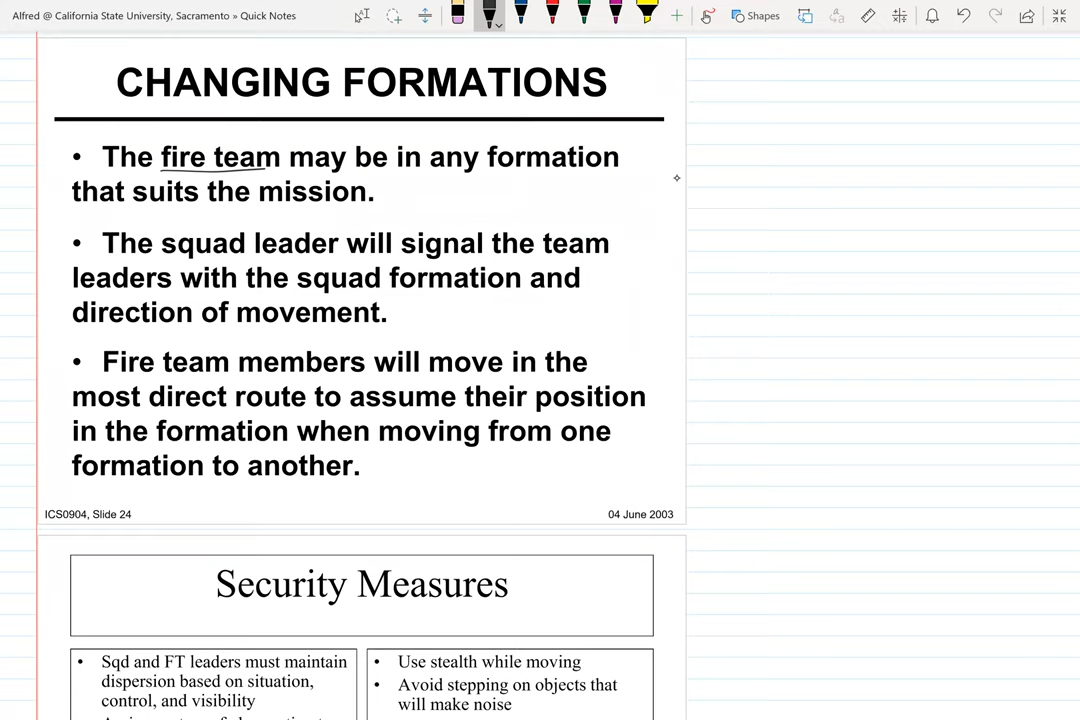 Alfred @ California State University, Sacramento » Quick Notes
Shapes
CHANGING FORMATIONS
• The fire team may be in any formation
that suits the mission.
• The squad leader will signal the team
leaders with the squad formation and
direction of movement.
• Fire team members will move in the
most direct route to assume their position
in the formation when moving from one
formation to another.
ICS0904, Slide 24
04 June 2003
Security Measures
• Sqd and FT leaders must maintain
dispersion based on situation,
control, and visibility
• Use stealth while moving
• Avoid stepping on objects that
will make noise